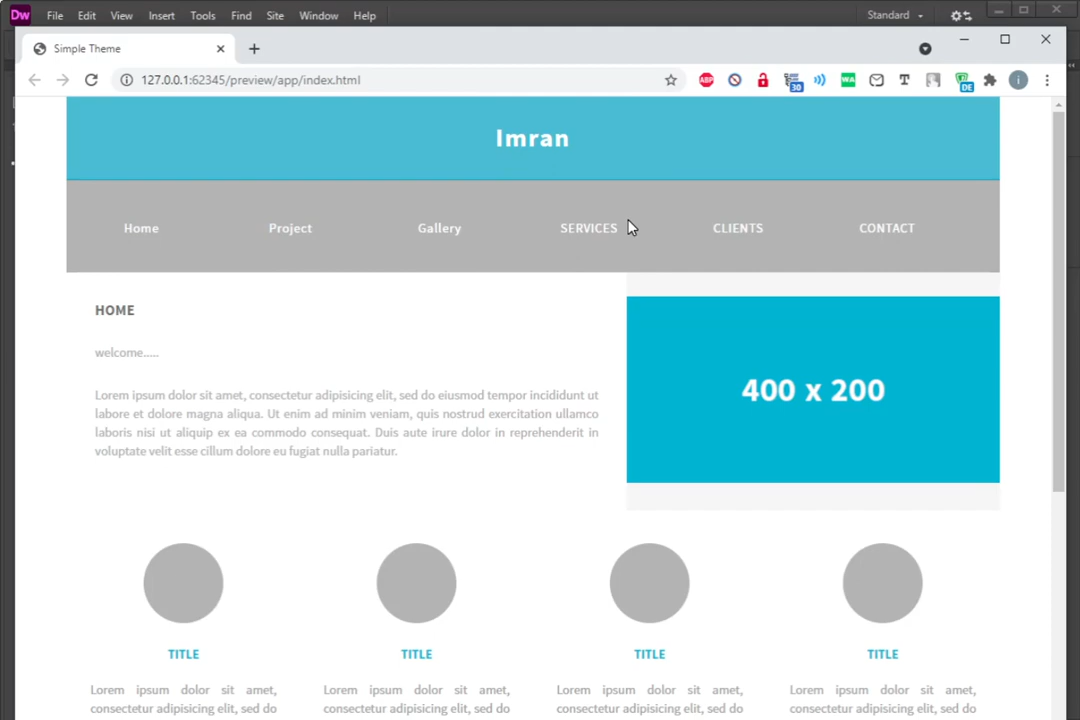 Dw File Edit View Insert Tools Find Site Window Help Standard
Simple Theme
127.0.0.1:62345/preview/app/index.html ABP 30 WA T DE i
Imran
Home Project Gallery SERVICES CLIENTS CONTACT
HOME
welcome.....
Lorem ipsum dolor sit amet, consectetur adipisicing elit, sed do eiusmod tempor incididunt ut
labore et dolore magna aliqua. Ut enim ad minim veniam, quis nostrud exercitation ullamco
laboris nisi ut aliquip ex ea commodo consequat. Duis aute irure dolor in reprehenderit in
voluptate velit esse cillum dolore eu fugiat nulla pariatur.
400 x 200
TITLE TITLE TITLE TITLE
Lorem ipsum dolor sit amet, Lorem ipsum dolor sit amet, Lorem ipsum dolor sit amet, Lorem ipsum dolor sit amet,
consectetur adipisicing elit, sed do consectetur adipisicing elit, sed do consectetur adipisicing elit, sed do consectetur adipisicing elit, sed do